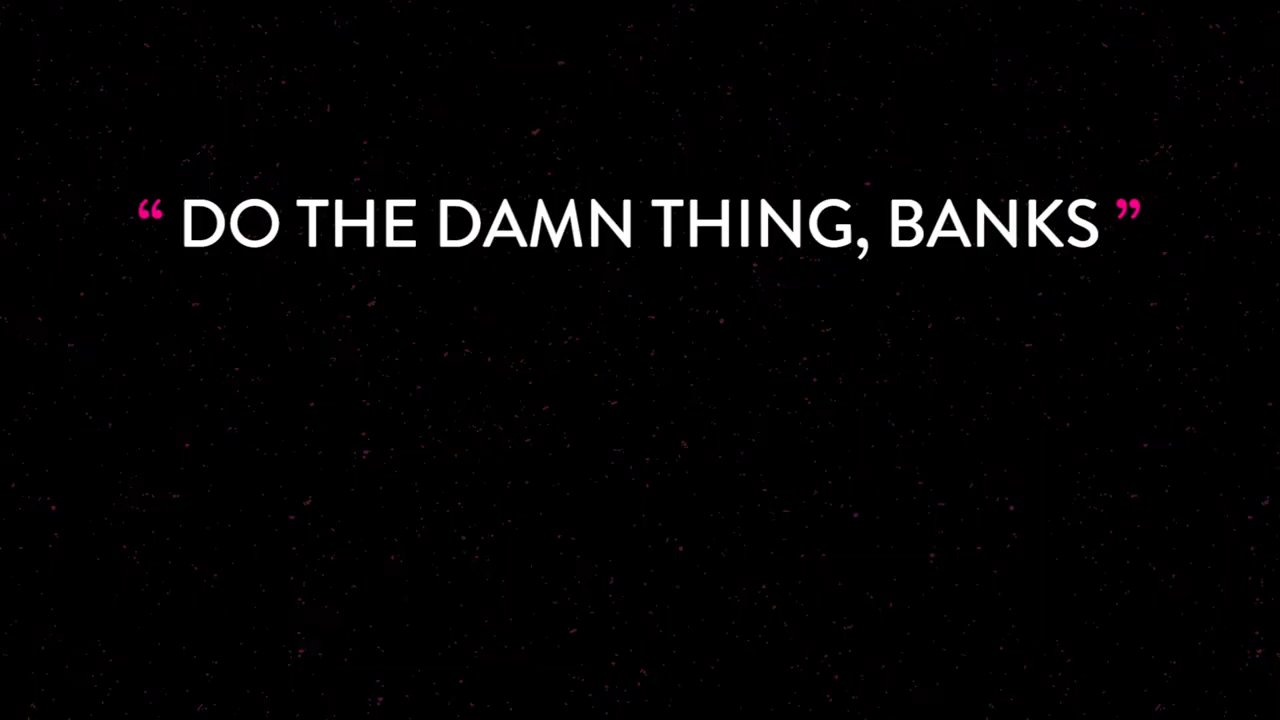 “ DO THE DAMN THING, BANKS ”